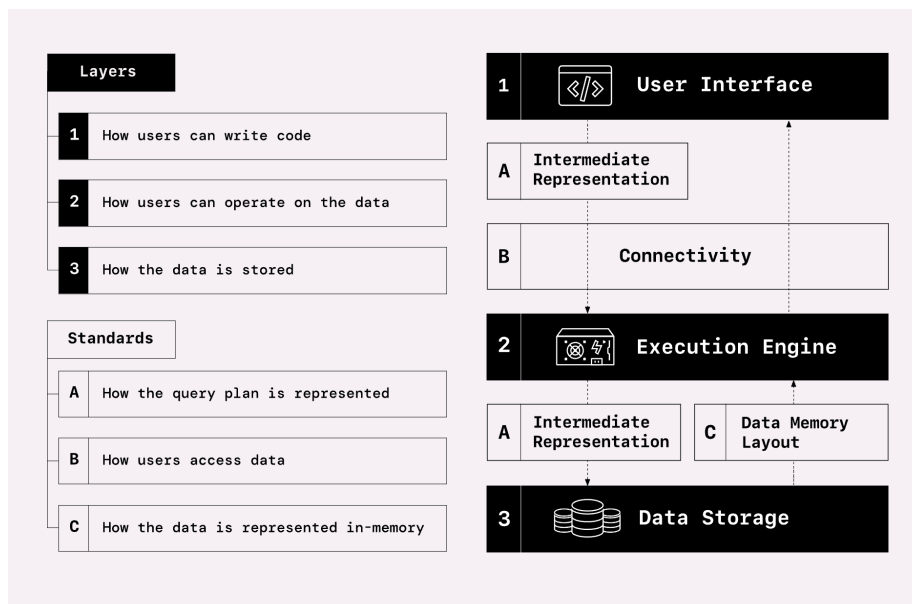 Layers
1 How users can write code
2 How users can operate on the data
3 How the data is stored
Standards
A How the query plan is represented
B How users access data
C How the data is represented in-memory
1 </> User Interface
A Intermediate
Representation
B Connectivity
2 Execution Engine
A Intermediate
Representation
C Data Memory
Layout
3 Data Storage